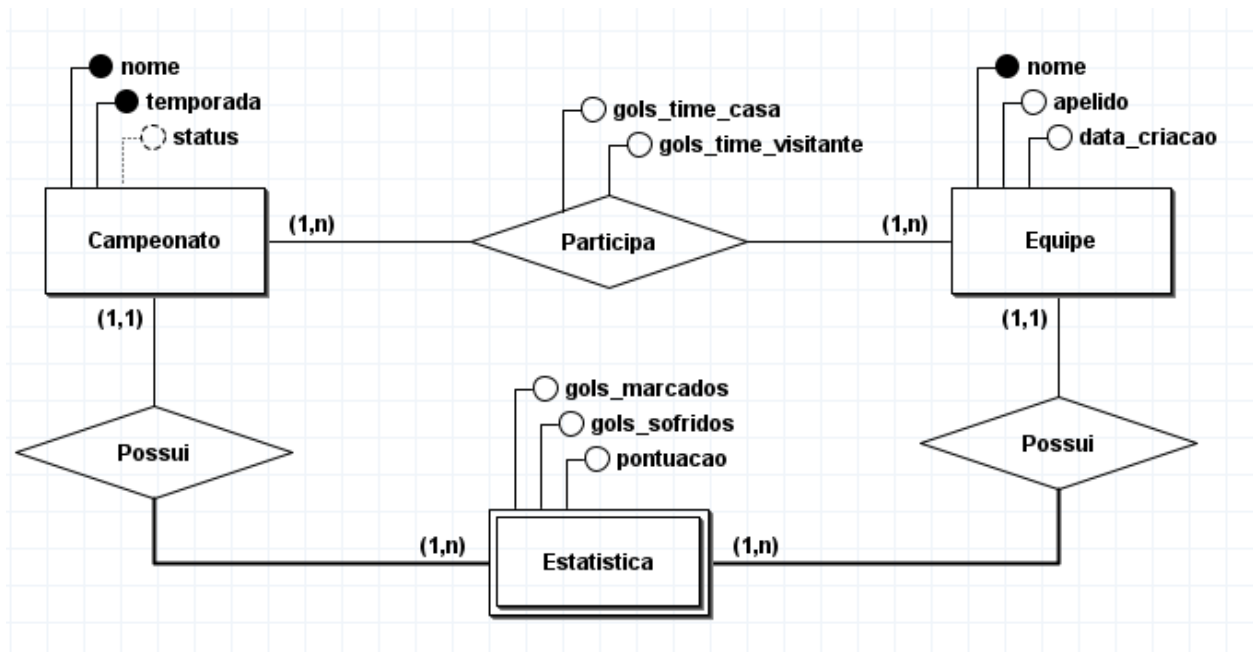 nome
temporada
status
gols_time_casa
gols_time_visitante
nome
apelido
data_criacao
Campeonato
(1,n)
Participa
(1,n)
Equipe
(1,1)
(1,1)
gols_marcados
gols_sofridos
pontuacao
Possui
Possui
(1,n)
Estatistica
(1,n)